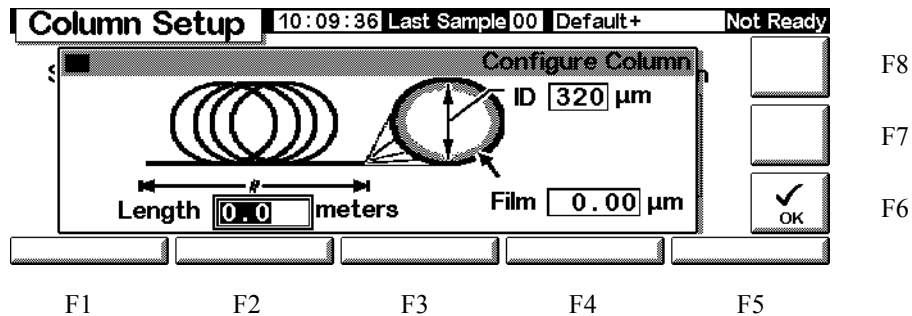 Column Setup 10:09:36 Last Sample 00 Default+ Not Ready
Configure Column
ID 320 µm
F8
F7
Length 0.0 meters
Film 0.00 µm
OK
F6
F1 F2 F3 F4 F5